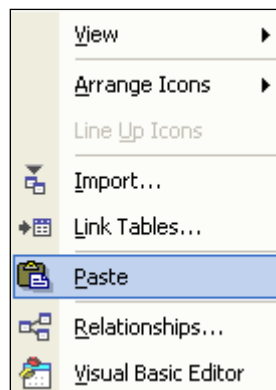 View
Arrange Icons
Line Up Icons
Import...
Link Tables...
Paste
Relationships...
Visual Basic Editor